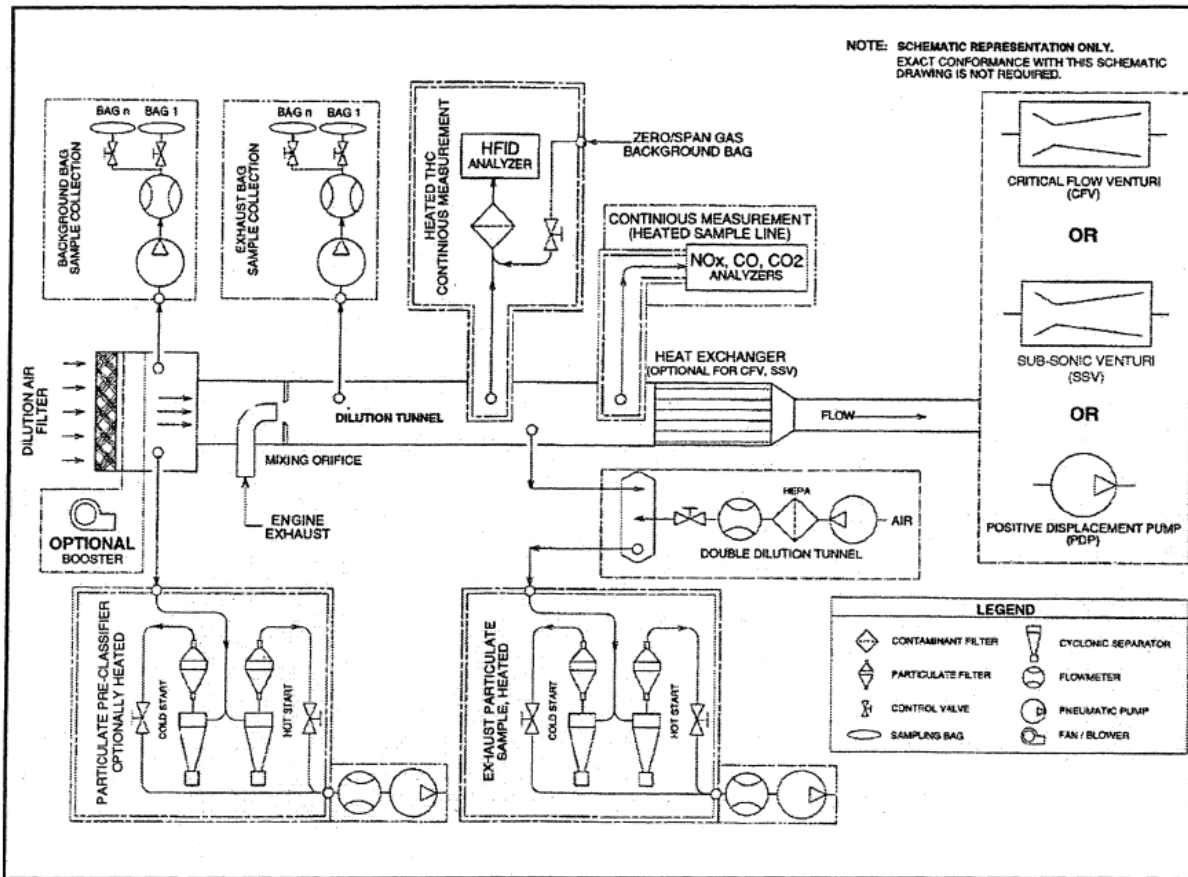 NOTE: SCHEMATIC REPRESENTATION ONLY.
EXACT CONFORMANCE WITH THIS SCHEMATIC
DRAWING IS NOT REQUIRED.
BAG n BAG 1
BACKGROUND BAG
SAMPLE COLLECTION
BAG n BAG 1
EXHAUST BAG
SAMPLE COLLECTION
HEATED THC
CONTINIOUS MEASUREMENT
HFID
ANALYZER
ZERO/SPAN GAS
BACKGROUND BAG
CONTINIOUS MEASUREMENT
(HEATED SAMPLE LINE)
NOx, CO, CO2
ANALYZERS
CRITICAL FLOW VENTURI
(CFV)
OR
SUB-SONIC VENTURI
(SSV)
OR
POSITIVE DISPLACEMENT PUMP
(PDP)
DILUTION AIR
FILTER
DILUTION TUNNEL
MIXING ORIFICE
ENGINE
EXHAUST
HEAT EXCHANGER
(OPTIONAL FOR CFV, SSV)
FLOW
OPTIONAL
BOOSTER
HEPA
AIR
DOUBLE DILUTION TUNNEL
PARTICULATE PRE-CLASSIFIER
OPTIONALLY HEATED
COLD START
HOT START
EXHAUST PARTICULATE
SAMPLE, HEATED
COLD START
HOT START
LEGEND
CONTAMINANT FILTER
CYCLONIC SEPARATOR
PARTICULATE FILTER
FLOWMETER
CONTROL VALVE
PNEUMATIC PUMP
SAMPLING BAG
FAN / BLOWER